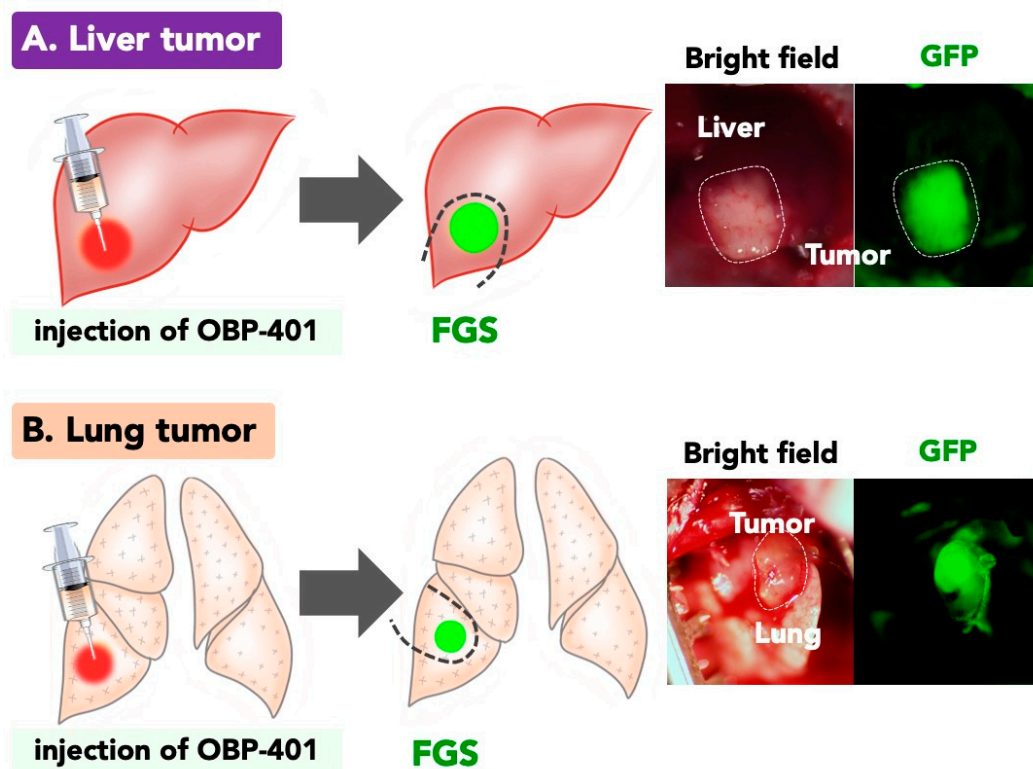 A. Liver tumor
Bright field
GFP
Liver
Tumor
injection of OBP-401
FGS
B. Lung tumor
Bright field
GFP
Tumor
Lung
injection of OBP-401
FGS